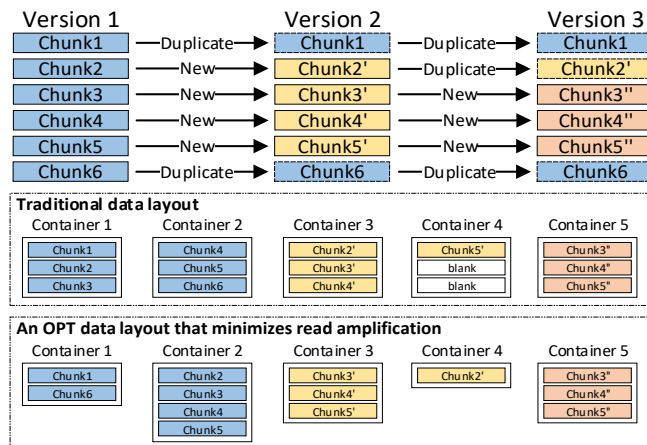 Version 1 Version 2 Version 3
Chunk1 Duplicate Chunk1 Duplicate Chunk1
Chunk2 New Chunk2' Duplicate Chunk2'
Chunk3 New Chunk3' New Chunk3''
Chunk4 New Chunk4' New Chunk4''
Chunk5 New Chunk5' New Chunk5''
Chunk6 Duplicate Chunk6 Duplicate Chunk6
Traditional data layout
Container 1 Container 2 Container 3 Container 4 Container 5
Chunk1 Chunk4 Chunk2' Chunk5' Chunk3''
Chunk2 Chunk5 Chunk3' blank Chunk4''
Chunk3 Chunk6 Chunk4' blank Chunk5''
An OPT data layout that minimizes read amplification
Container 1 Container 2 Container 3 Container 4 Container 5
Chunk1 Chunk2 Chunk3' Chunk2' Chunk3''
Chunk6 Chunk3 Chunk4' Chunk4''
Chunk4 Chunk5' Chunk5''
Chunk5